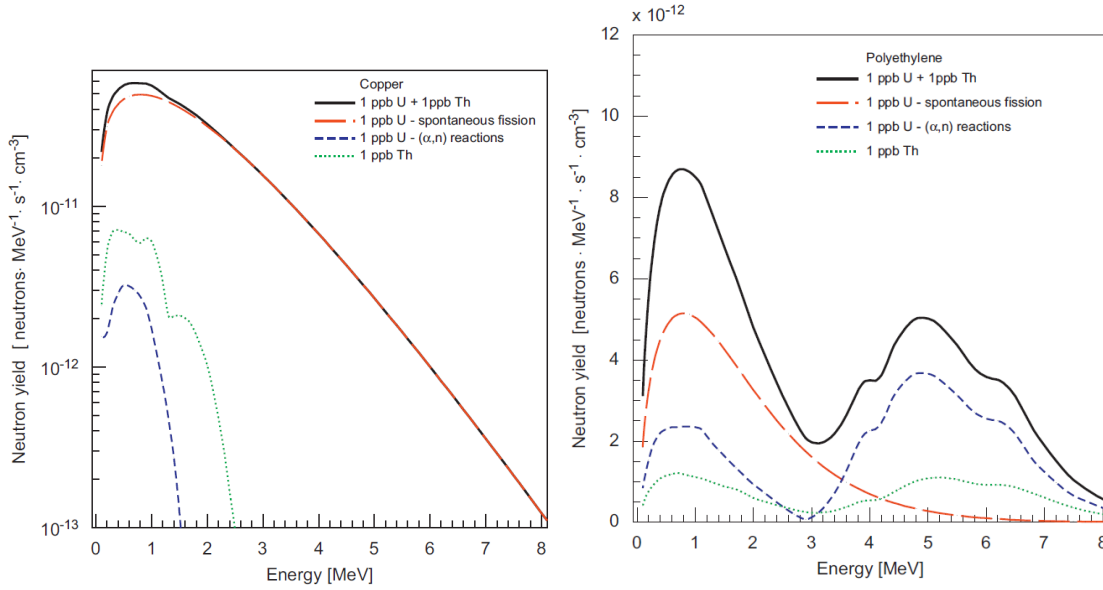 Copper
1 ppb U + 1ppb Th
1 ppb U - spontaneous fission
1 ppb U - (α,n) reactions
1 ppb Th
Neutron yield [ neutrons· MeV⁻¹· s⁻¹· cm⁻³]
10⁻¹¹
10⁻¹²
10⁻¹³
0 1 2 3 4 5 6 7 8
Energy [MeV]
x 10⁻¹²
Polyethylene
1 ppb U + 1ppb Th
1 ppb U - spontaneous fission
1 ppb U - (α,n) reactions
1 ppb Th
Neutron yield [ neutrons · MeV⁻¹ · s⁻¹ · cm⁻³]
12
10
8
6
4
2
0
0 1 2 3 4 5 6 7 8
Energy [MeV]